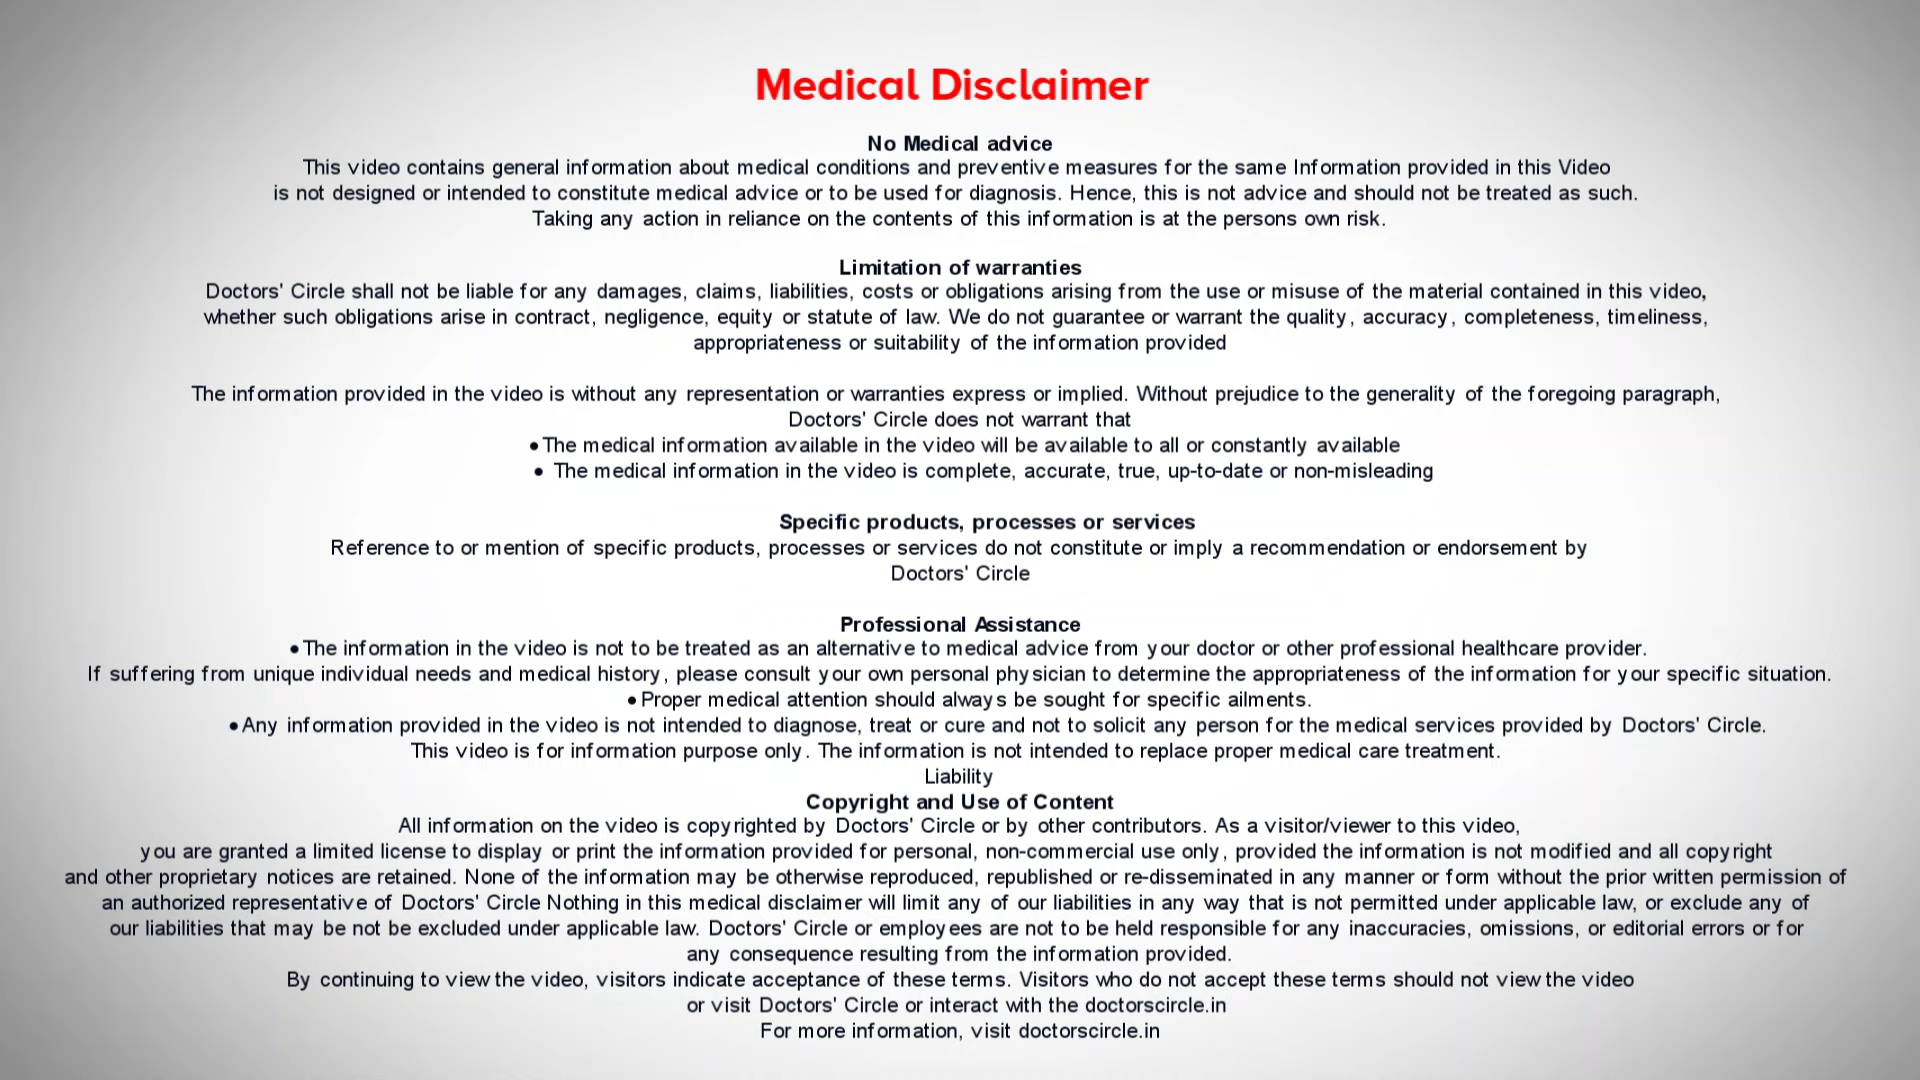 Medical Disclaimer
No Medical advice
This video contains general information about medical conditions and preventive measures for the same Information provided in this Video
is not designed or intended to constitute medical advice or to be used for diagnosis. Hence, this is not advice and should not be treated as such.
Taking any action in reliance on the contents of this information is at the persons own risk.
Limitation of warranties
Doctors' Circle shall not be liable for any damages, claims, liabilities, costs or obligations arising from the use or misuse of the material contained in this video,
whether such obligations arise in contract, negligence, equity or statute of law. We do not guarantee or warrant the quality, accuracy, completeness, timeliness,
appropriateness or suitability of the information provided
The information provided in the video is without any representation or warranties express or implied. Without prejudice to the generality of the foregoing paragraph,
Doctors' Circle does not warrant that
• The medical information available in the video will be available to all or constantly available
• The medical information in the video is complete, accurate, true, up-to-date or non-misleading
Specific products, processes or services
Reference to or mention of specific products, processes or services do not constitute or imply a recommendation or endorsement by
Doctors' Circle
Professional Assistance
• The information in the video is not to be treated as an alternative to medical advice from your doctor or other professional healthcare provider.
If suffering from unique individual needs and medical history, please consult your own personal physician to determine the appropriateness of the information for your specific situation.
• Proper medical attention should always be sought for specific ailments.
• Any information provided in the video is not intended to diagnose, treat or cure and not to solicit any person for the medical services provided by Doctors' Circle.
This video is for information purpose only. The information is not intended to replace proper medical care treatment.
Liability
Copyright and Use of Content
All information on the video is copyrighted by Doctors' Circle or by other contributors. As a visitor/viewer to this video,
you are granted a limited license to display or print the information provided for personal, non-commercial use only, provided the information is not modified and all copyright
and other proprietary notices are retained. None of the information may be otherwise reproduced, republished or re-disseminated in any manner or form without the prior written permission of
an authorized representative of Doctors' Circle Nothing in this medical disclaimer will limit any of our liabilities in any way that is not permitted under applicable law, or exclude any of
our liabilities that may be not be excluded under applicable law. Doctors' Circle or employees are not to be held responsible for any inaccuracies, omissions, or editorial errors or for
any consequence resulting from the information provided.
By continuing to view the video, visitors indicate acceptance of these terms. Visitors who do not accept these terms should not view the video
or visit Doctors' Circle or interact with the doctorscircle.in
For more information, visit doctorscircle.in